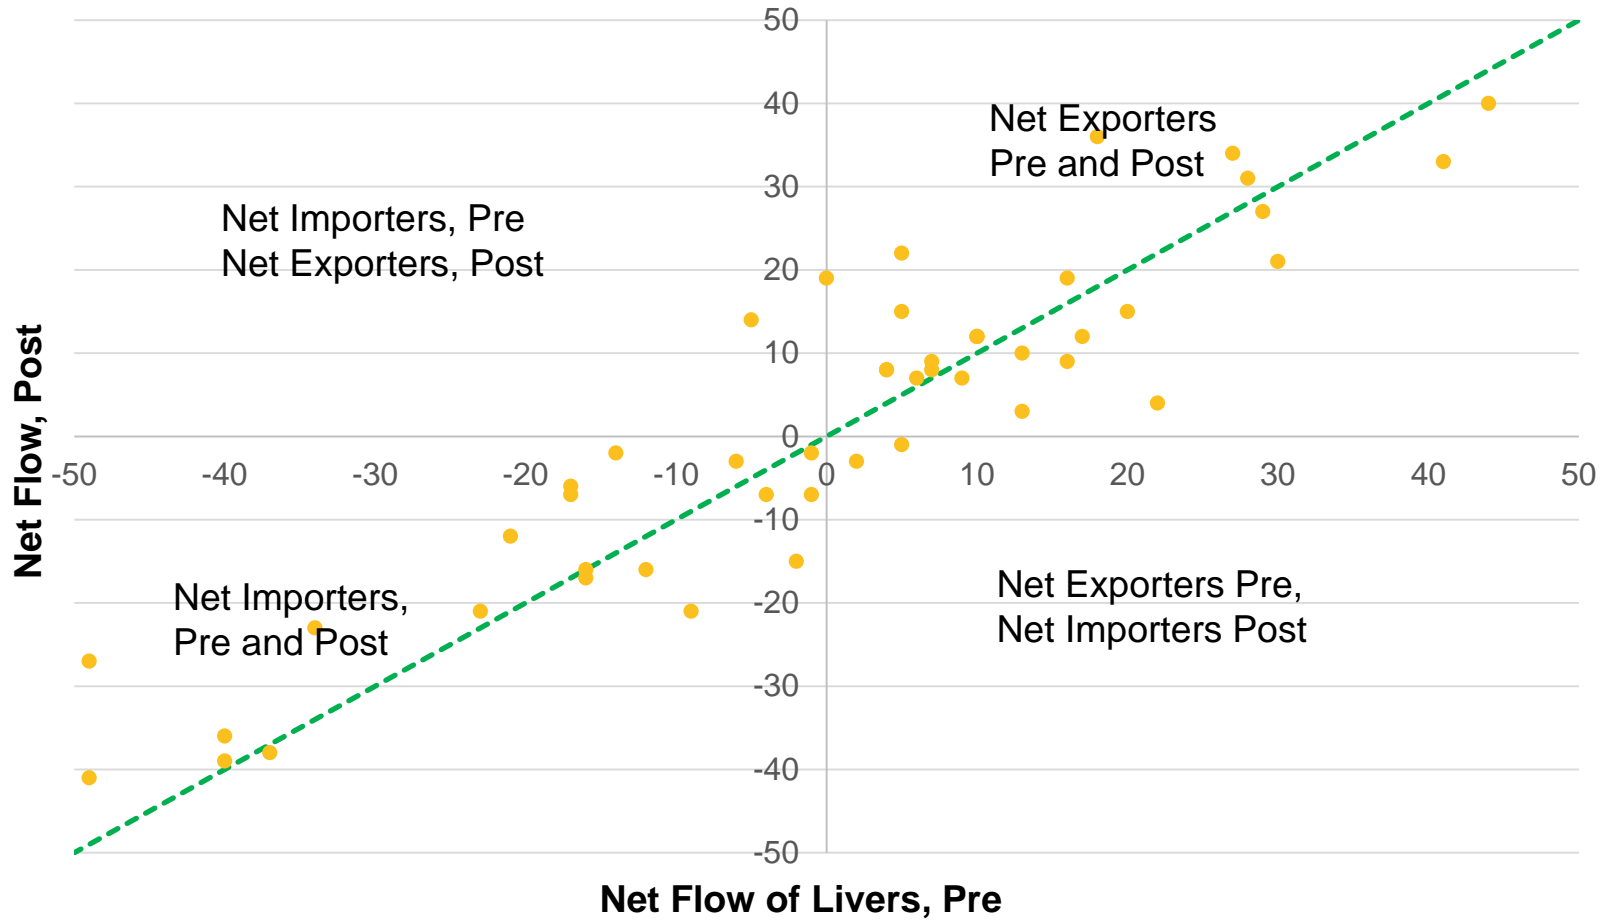 50
40
30
20
10
0
-10
-20
-30
-40
-50
-50 -40 -30 -20 -10 0 10 20 30 40 50
Net Exporters
Pre and Post
Net Importers, Pre
Net Exporters, Post
Net Importers,
Pre and Post
Net Exporters Pre,
Net Importers Post
Net Flow, Post
Net Flow of Livers, Pre